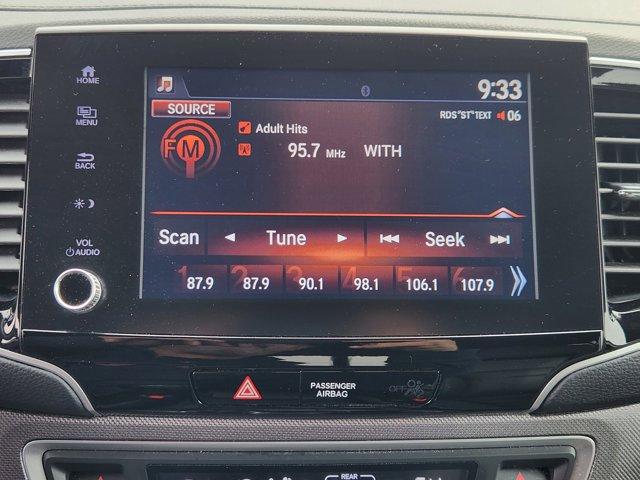 HOME
MENU
BACK
VOL
AUDIO
9:33
SOURCE
RDS "ST" TEXT 06
FM
Adult Hits
95.7 MHz WITH
Scan Tune Seek
1 2 3 4 5 6
87.9 87.9 90.1 98.1 106.1 107.9
PASSENGER
AIRBAG
OFF
REAR